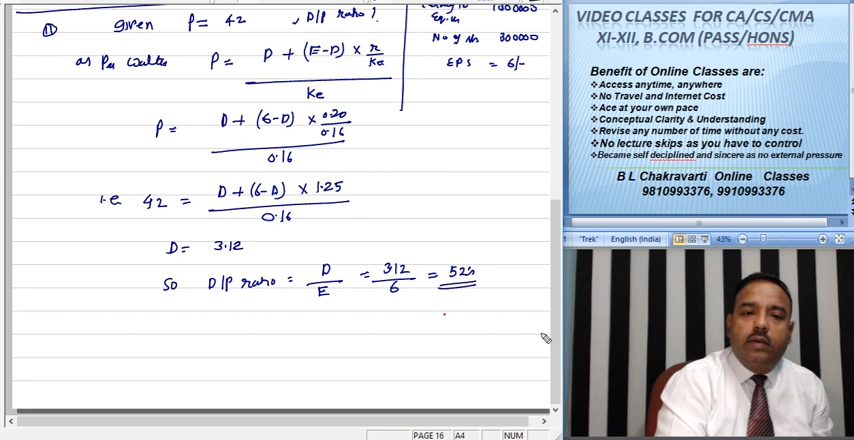 ① given P = 42 , D/P ratio?
as Per walter P = D + (E-D) × r/ke
Ke
P = D + (6-D) × 0.20/0.16
0.16
i.e 42 = D + (6-D) × 1.25
0.16
D = 3.12
So D/P ratio = D/E = 3.12/6 = 52%
Eq. sh 1800000
No of sh 300000
EPS = 6/-
VIDEO CLASSES FOR CA/CS/CMA
XI-XII, B.COM (PASS/HONS)
Benefit of Online Classes are:
❖Access anytime, anywhere
❖No Travel and Internet Cost
❖Ace at your own pace
❖Conceptual Clarity & Understanding
❖Revise any number of time without any cost.
❖No lecture skips as you have to control
❖Became self deciplined and sincere as no external pressure
B L Chakravarti Online Classes
9810993376, 9910993376
1 "Trek" English (India) 43%
PAGE 16 A4 NUM